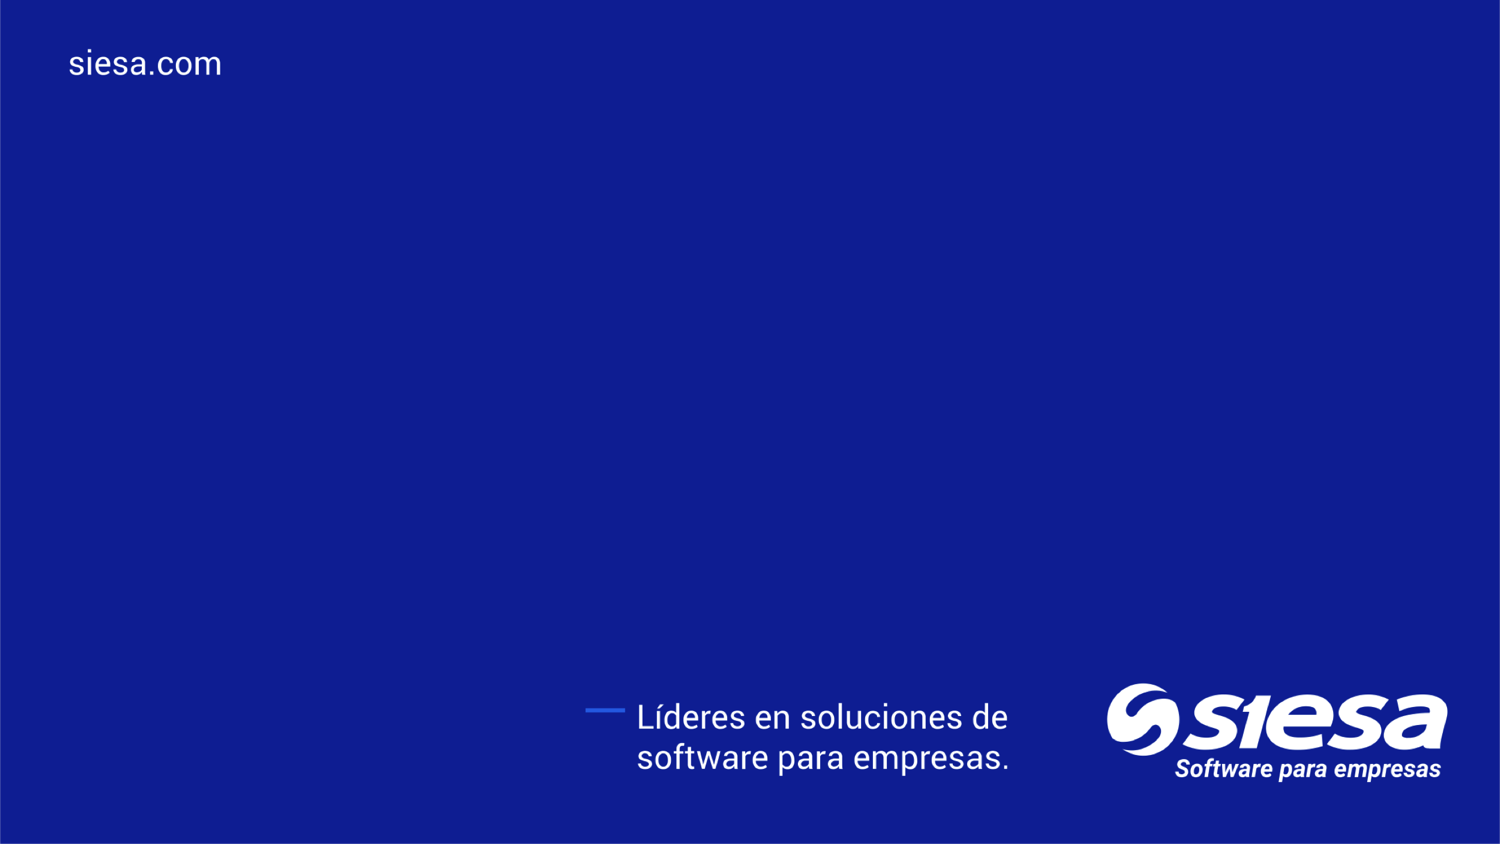 siesa.com
Líderes en soluciones de
software para empresas.
siesa
Software para empresas